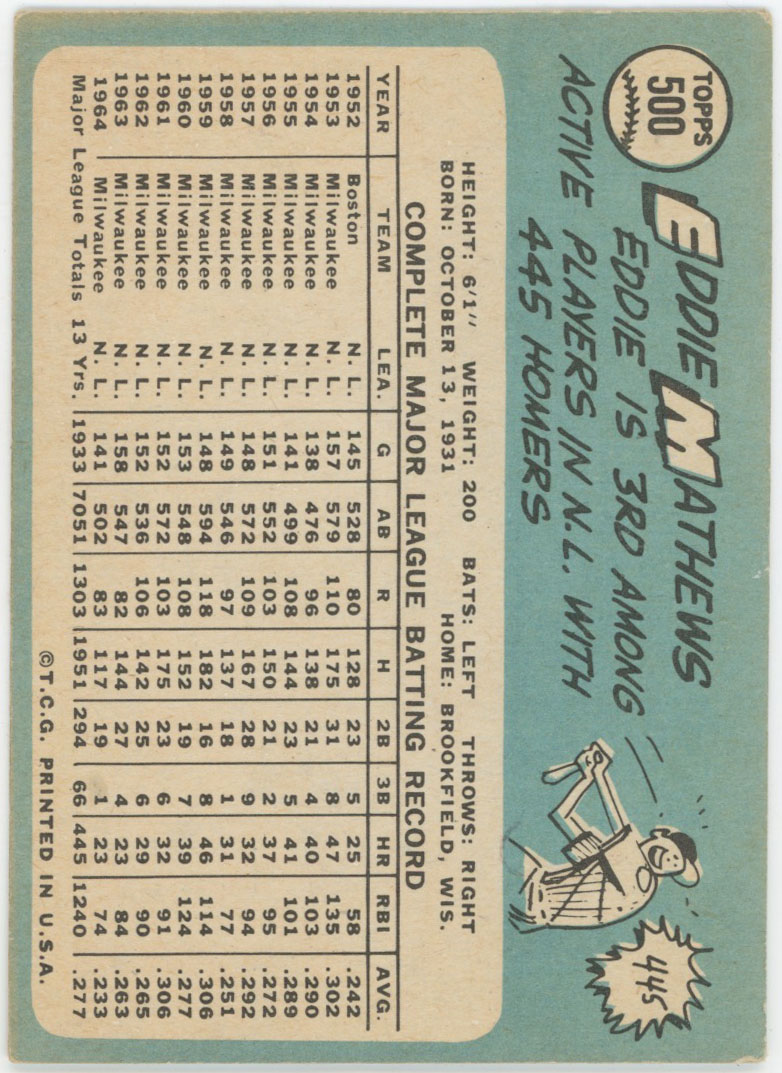 TOPPS
500
EDDIE MATHEWS
EDDIE IS 3RD AMONG
ACTIVE PLAYERS IN N.L. WITH
445 HOMERS
445
HEIGHT: 6'1" WEIGHT: 200 BATS: LEFT THROWS: RIGHT
BORN: OCTOBER 13, 1931 HOME: BROOKFIELD, WIS.
COMPLETE MAJOR LEAGUE BATTING RECORD
YEAR TEAM LEA. G AB R H 2B 3B HR RBI AVG.
1952 Boston N. L. 145 528 80 128 23 5 25 58 .242
1953 Milwaukee N. L. 157 579 110 175 31 8 47 135 .302
1954 Milwaukee N. L. 138 476 96 138 21 4 40 103 .290
1955 Milwaukee N. L. 141 499 108 144 23 5 41 101 .289
1956 Milwaukee N. L. 151 552 103 150 21 2 37 95 .272
1957 Milwaukee N. L. 148 572 109 167 28 9 32 94 .292
1958 Milwaukee N. L. 149 546 97 137 18 1 31 77 .251
1959 Milwaukee N. L. 148 594 118 182 16 8 46 114 .306
1960 Milwaukee N. L. 153 548 108 152 19 7 39 124 .277
1961 Milwaukee N. L. 152 572 103 175 23 6 32 91 .306
1962 Milwaukee N. L. 152 536 106 142 25 6 29 90 .265
1963 Milwaukee N. L. 158 547 82 144 27 4 23 84 .263
1964 Milwaukee N. L. 141 502 83 117 19 1 23 74 .233
Major League Totals 13 Yrs. 1933 7051 1303 1951 294 66 445 1240 .277
©T.C.G. PRINTED IN U.S.A.